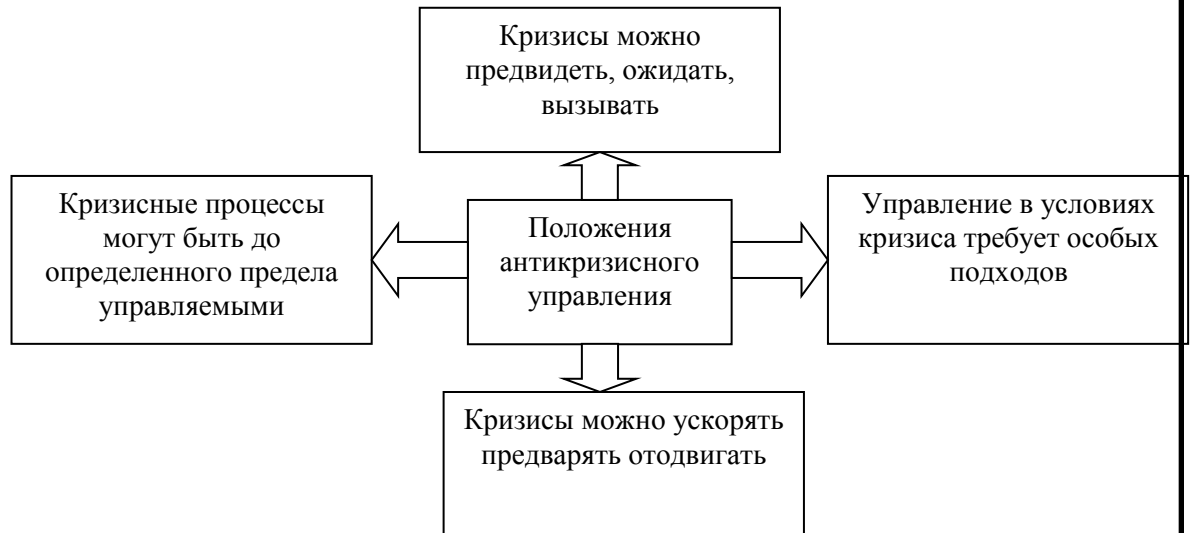 Кризисы можно
предвидеть, ожидать,
вызывать
Кризисные процессы
могут быть до
определенного предела
управляемыми
Положения
антикризисного
управления
Управление в условиях
кризиса требует особых
подходов
Кризисы можно ускорять
предварять отодвигать